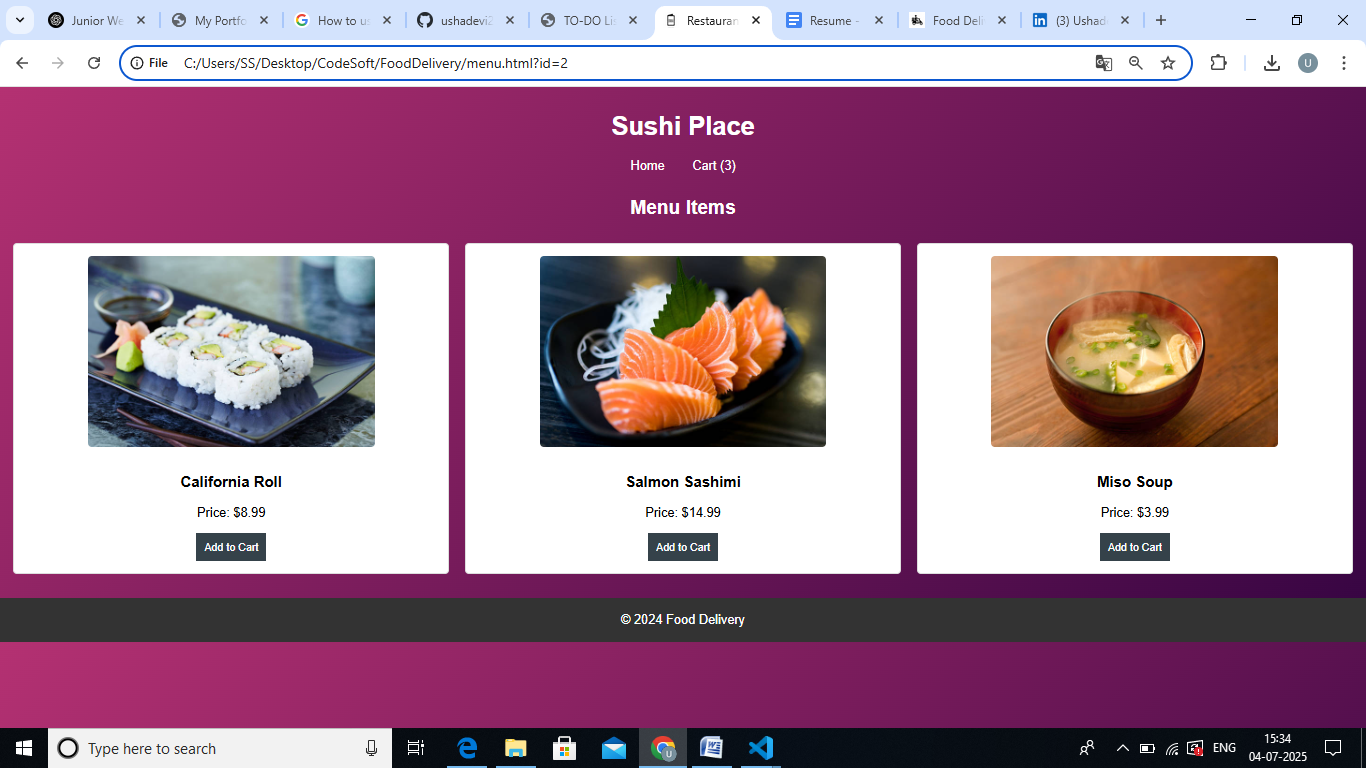 Junior We
My Portfo
How to us
ushadevi2
TO-DO Lis
Restauran
Resume -
Food Deliv
(3) Ushad
File C:/Users/SS/Desktop/CodeSoft/FoodDelivery/menu.html?id=2
U
Sushi Place
Home Cart (3)
Menu Items
California Roll
Price: $8.99
Add to Cart
Salmon Sashimi
Price: $14.99
Add to Cart
Miso Soup
Price: $3.99
Add to Cart
© 2024 Food Delivery
Type here to search
ENG
15:34
04-07-2025